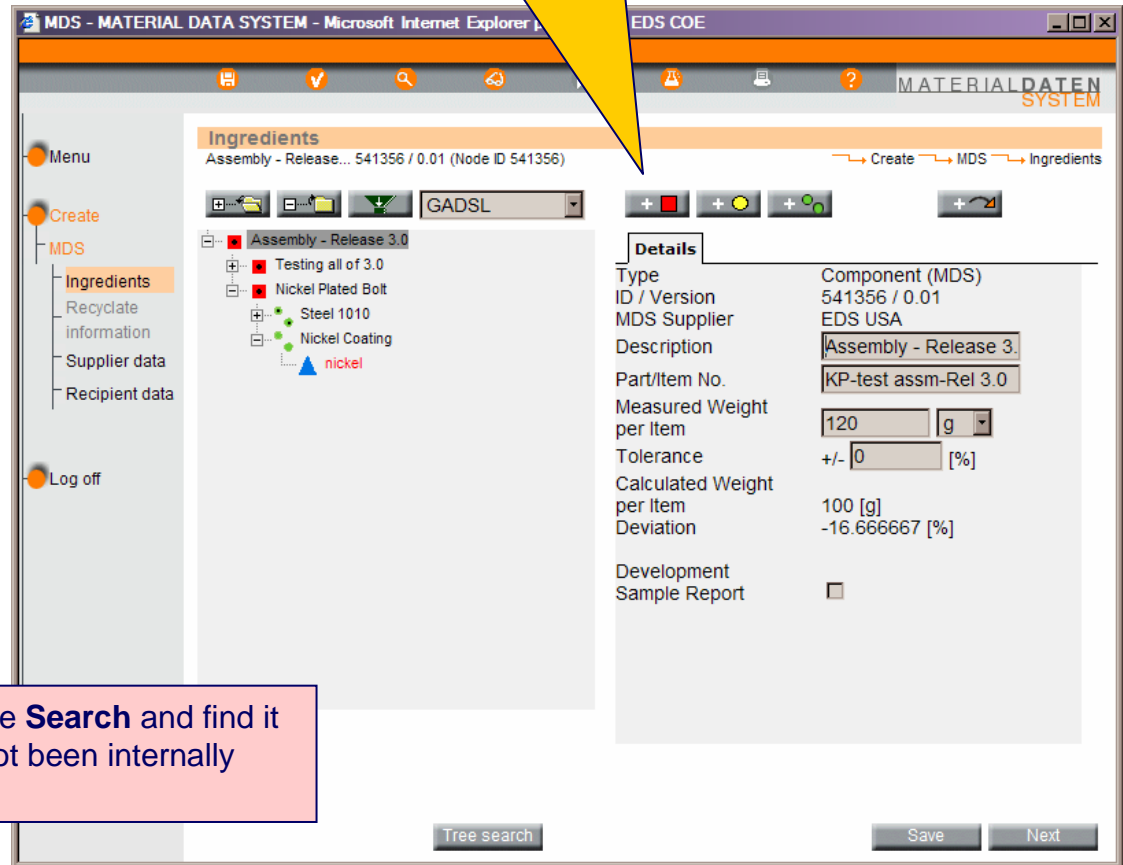 MDS - MATERIAL DATA SYSTEM - Microsoft Internet Explorer p EDS COE
MATERIALDATEN
SYSTEM
Menu
Create
MDS
Ingredients
Recyclate
information
Supplier data
Recipient data
Log off
Ingredients
Assembly - Release... 541356 / 0.01 (Node ID 541356)
Create MDS Ingredients
GADSL
Assembly - Release 3.0
Testing all of 3.0
Nickel Plated Bolt
Steel 1010
Nickel Coating
nickel
Details
Type Component (MDS)
ID / Version 541356 / 0.01
MDS Supplier EDS USA
Description Assembly - Release 3.
Part/Item No. KP-test assm-Rel 3.0
Measured Weight
per Item 120 g
Tolerance +/- 0 [%]
Calculated Weight
per Item 100 [g]
Deviation -16.666667 [%]
Development
Sample Report
e Search and find it
ot been internally
Tree search Save Next